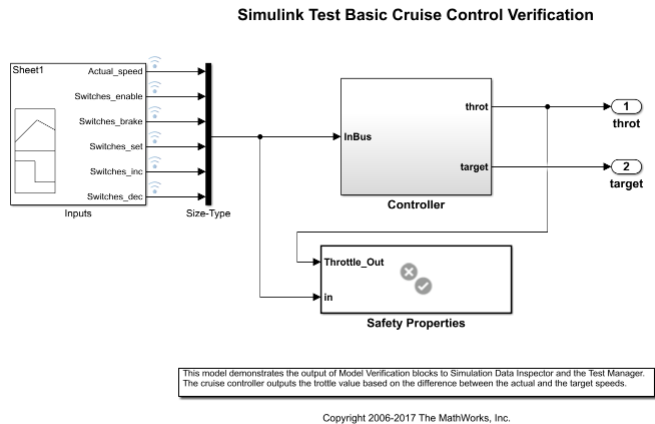 Simulink Test Basic Cruise Control Verification
Sheet1
Actual_speed
Switches_enable
Switches_brake
Switches_set
Switches_inc
Switches_dec
Inputs
Size-Type
InBus
throt
target
Controller
1
throt
2
target
Throttle_Out
in
Safety Properties
This model demonstrates the output of Model Verification blocks to Simulation Data Inspector and the Test Manager.
The cruise controller outputs the trottle value based on the difference between the actual and the target speeds.
Copyright 2006-2017 The MathWorks, Inc.